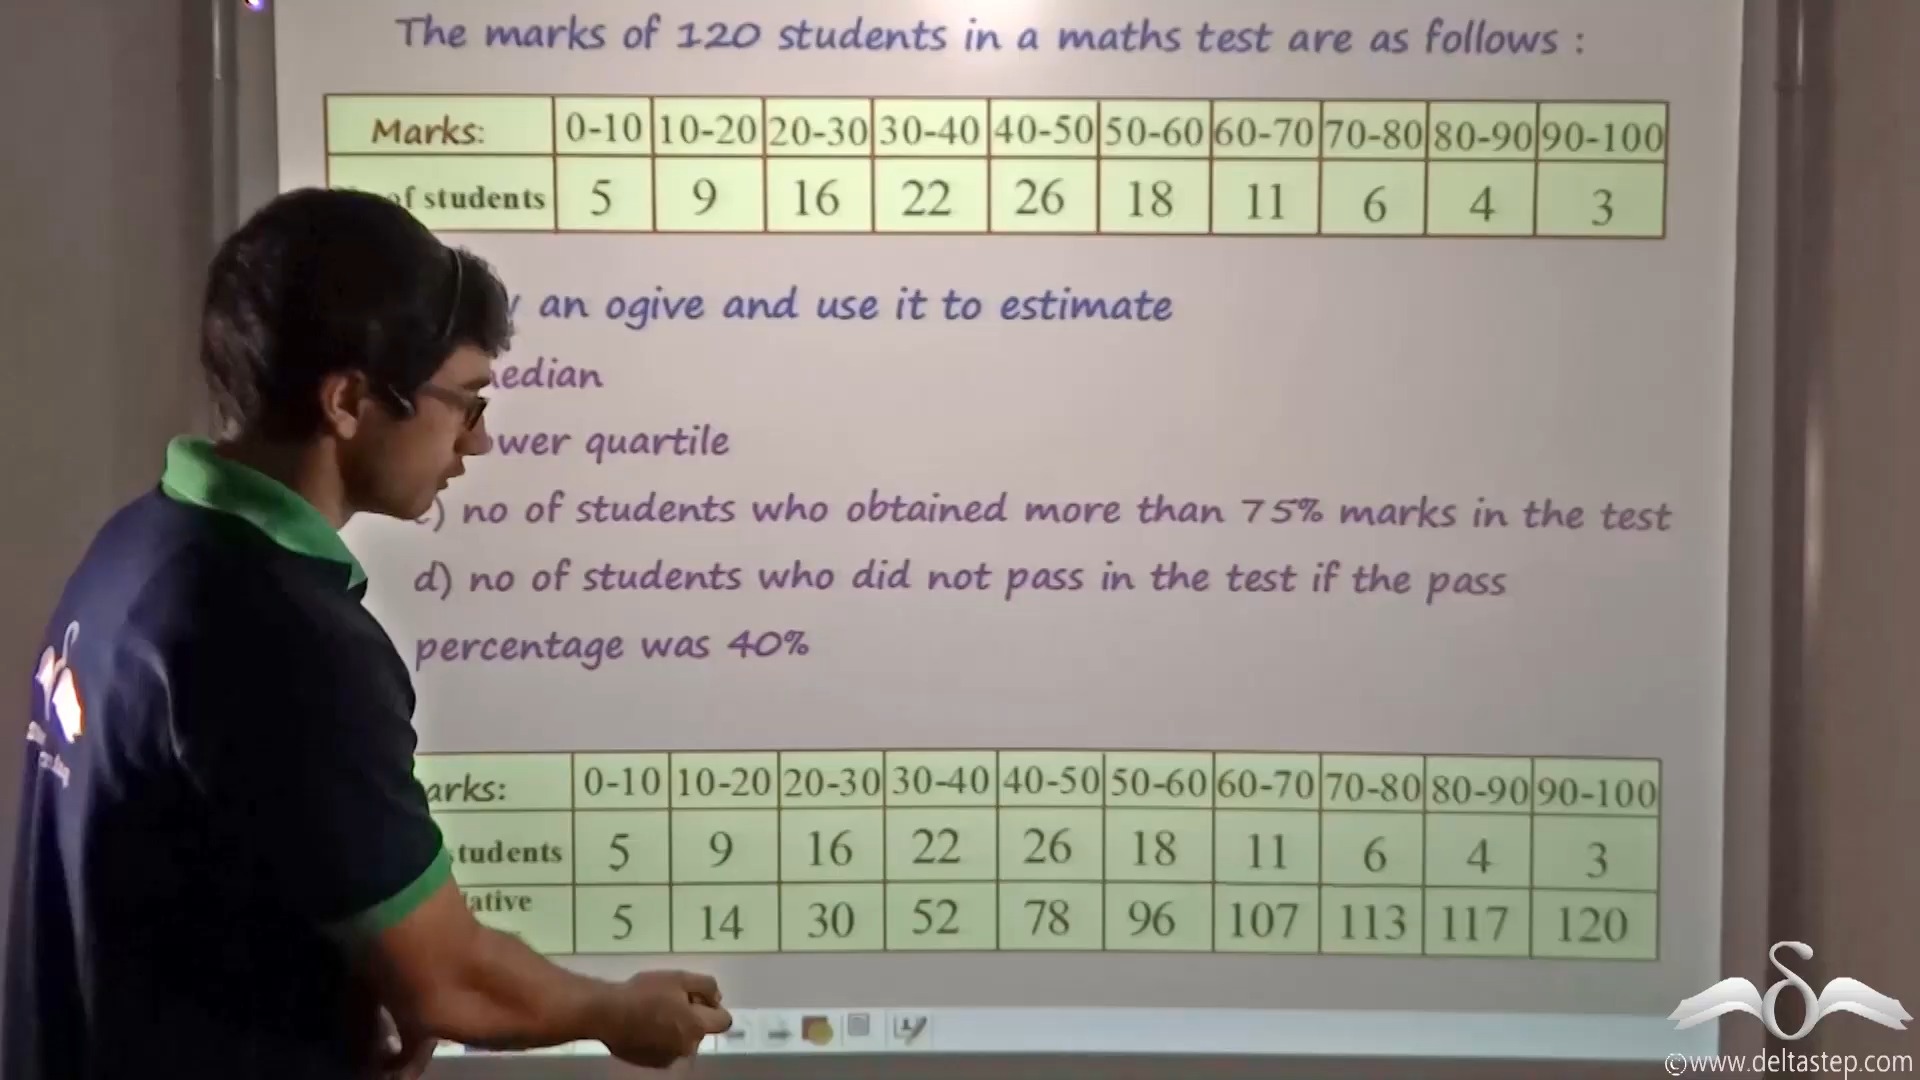 The marks of 120 students in a maths test are as follows :
Marks: 0-10 10-20 20-30 30-40 40-50 50-60 60-70 70-80 80-90 90-100
of students 5 9 16 22 26 18 11 6 4 3
an ogive and use it to estimate
edian
wer quartile
) no of students who obtained more than 75% marks in the test
d) no of students who did not pass in the test if the pass
percentage was 40%
arks: 0-10 10-20 20-30 30-40 40-50 50-60 60-70 70-80 80-90 90-100
tudents 5 9 16 22 26 18 11 6 4 3
ative 5 14 30 52 78 96 107 113 117 120
©www.deltastep.com